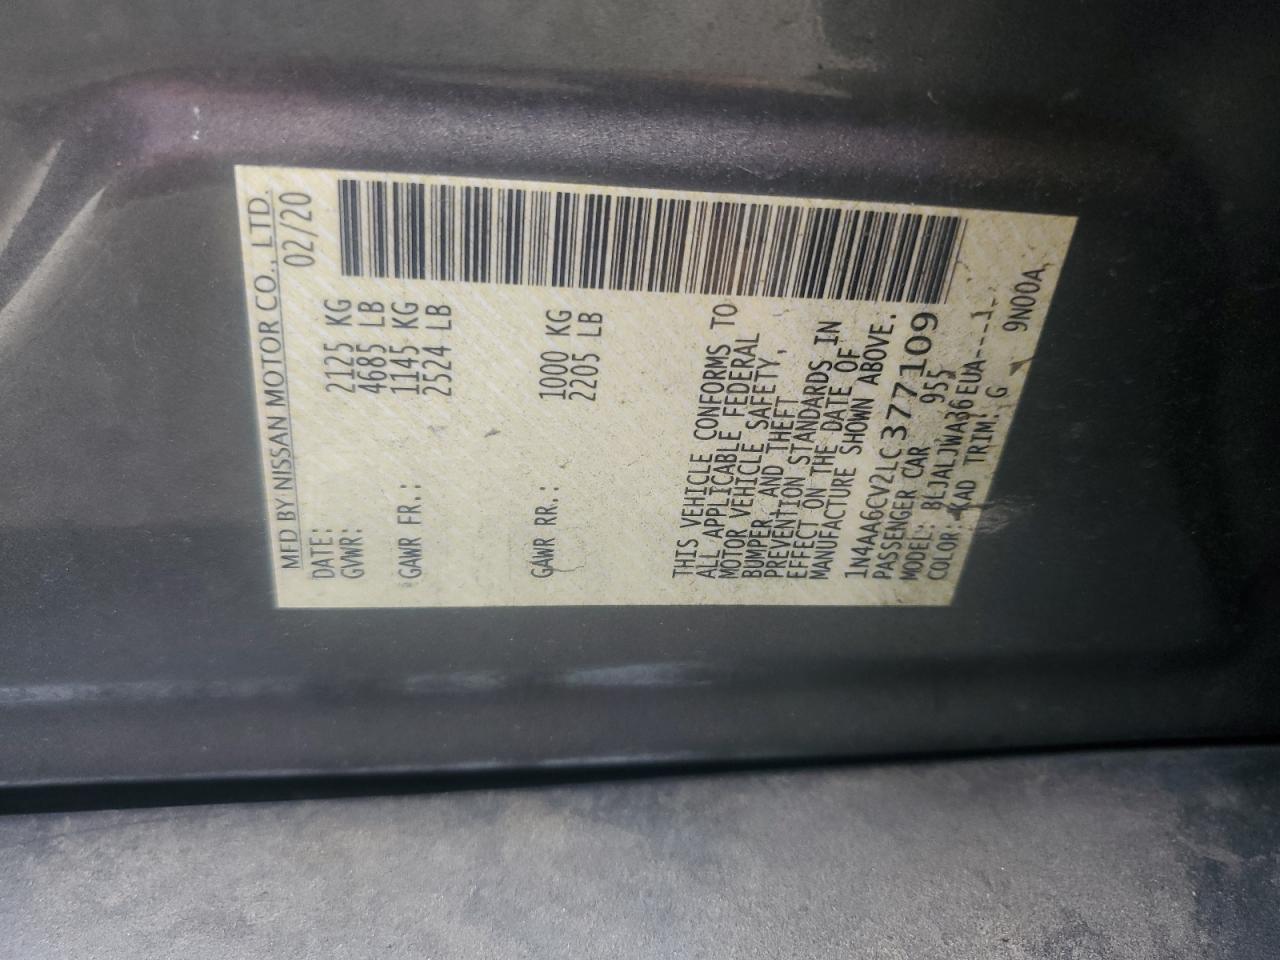 MFD BY NISSAN MOTOR CO., LTD.
DATE: 02/20
GVWR: 2125 KG
4685 LB
GAWR FR.: 1145 KG
2524 LB
GAWR RR.: 1000 KG
2205 LB
THIS VEHICLE CONFORMS TO
ALL APPLICABLE FEDERAL
MOTOR VEHICLE SAFETY,
BUMPER AND THEFT
PREVENTION STANDARDS IN
EFFECT ON THE DATE OF
MANUFACTURE SHOWN ABOVE.
1N4AA6CV2LC377109
PASSENGER CAR 955
MODEL: BLJALJWA36EUA----1
COLOR: KAD TRIM: G 9N00A